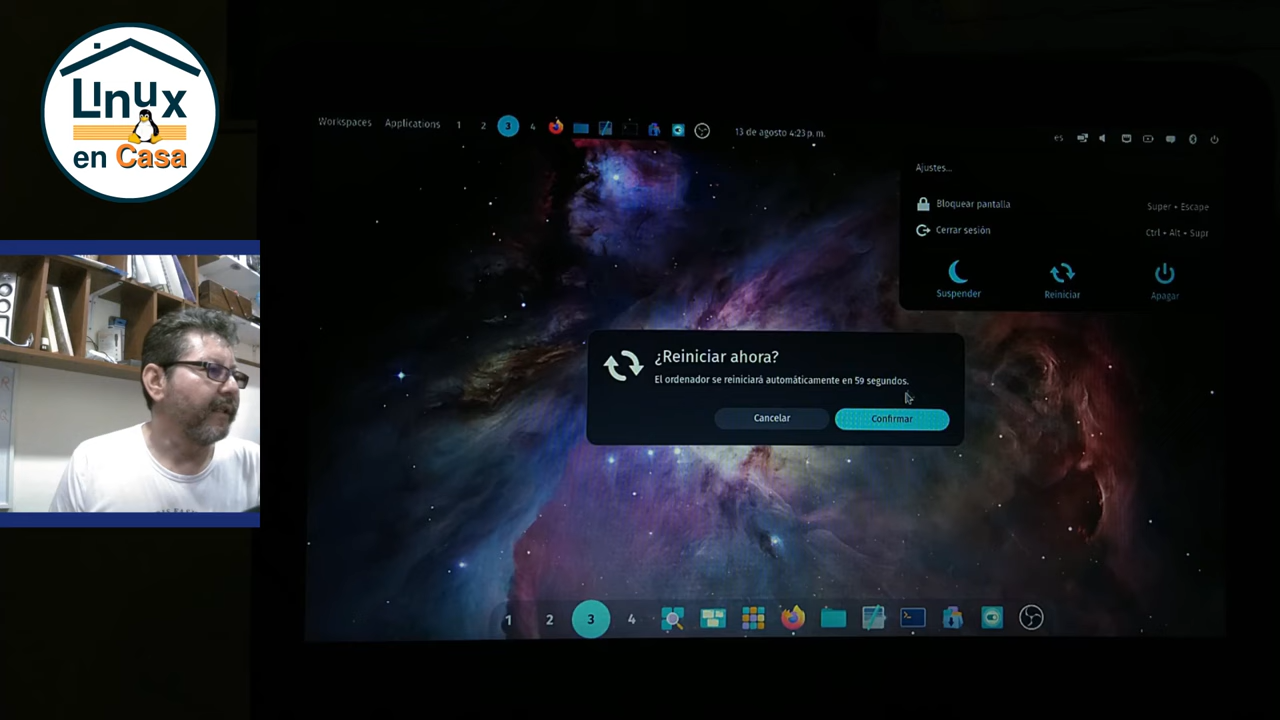 Linux
en Casa
Workspaces Applications 1 2 3 4 13 de agosto 4:23 p. m. es
Ajustes...
Bloquear pantalla Super + Escape
Cerrar sesión Ctrl + Alt + Supr
Suspender Reiniciar Apagar
¿Reiniciar ahora?
El ordenador se reiniciará automáticamente en 59 segundos.
Cancelar Confirmar
1 2 3 4